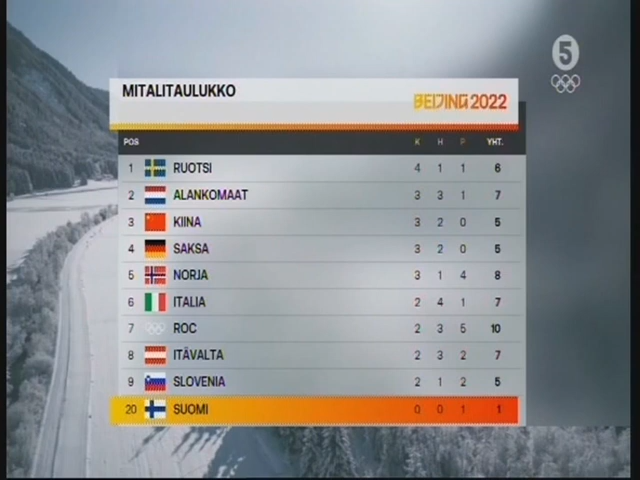 5
MITALITAULUKKO
BEIJING 2022
POS K H P YHT.
1 RUOTSI 4 1 1 6
2 ALANKOMAAT 3 3 1 7
3 KIINA 3 2 0 5
4 SAKSA 3 2 0 5
5 NORJA 3 1 4 8
6 ITALIA 2 4 1 7
7 ROC 2 3 5 10
8 ITÄVALTA 2 3 2 7
9 SLOVENIA 2 1 2 5
20 SUOMI 0 0 1 1